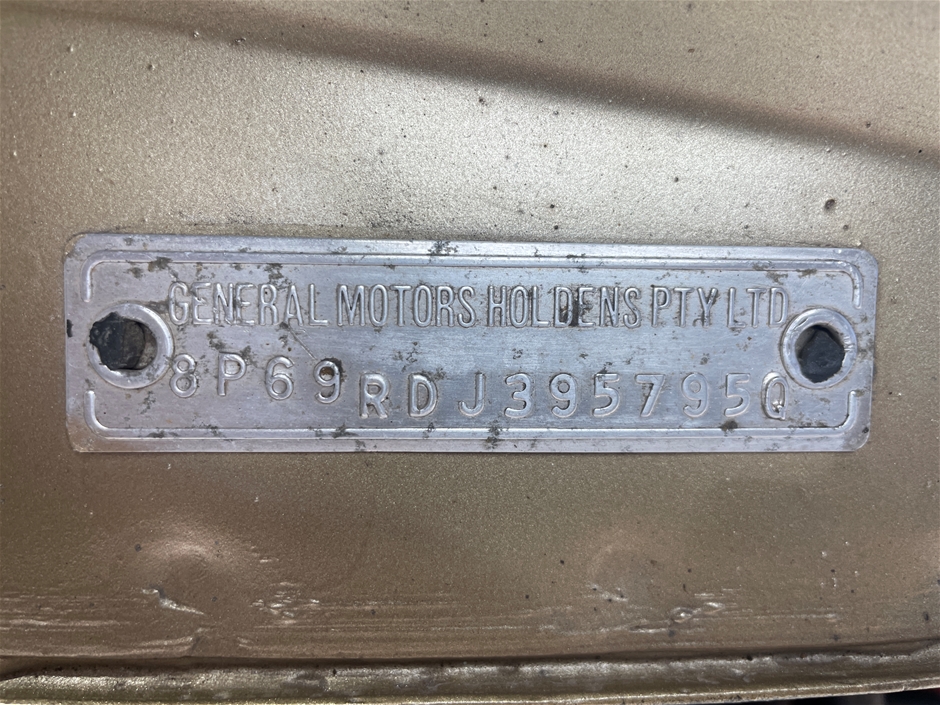 GENERAL MOTORS HOLDENS PTY LTD
8P69RDJ395795Q